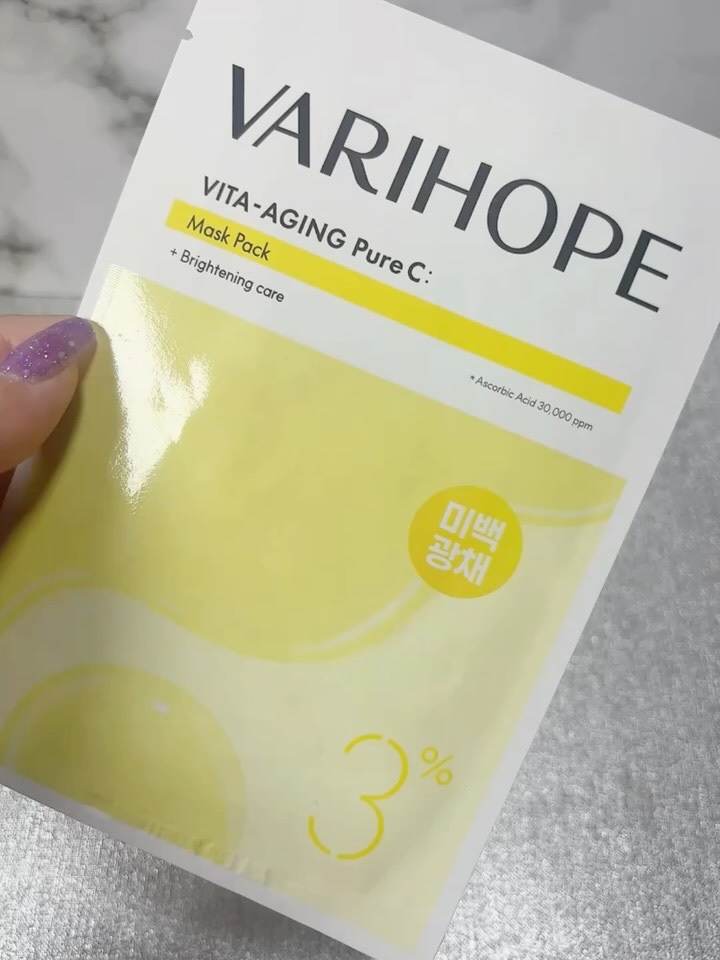 VARIHOPE
VITA-AGING Pure C:
Mask Pack
+ Brightening care
* Ascorbic Acid 30,000 ppm
미백
광채
3%